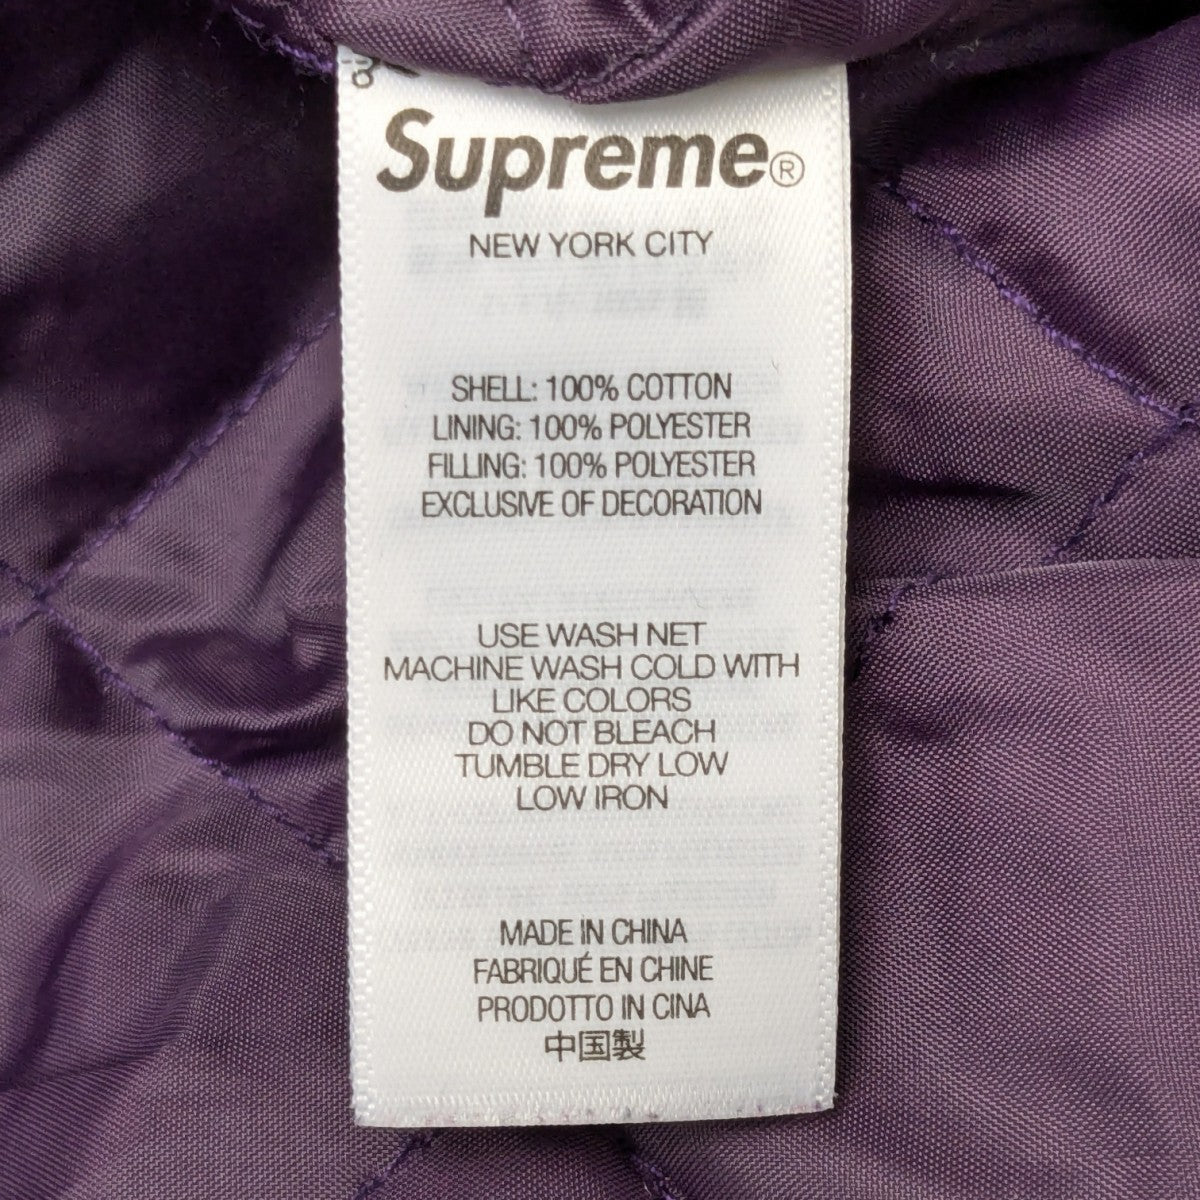 Supreme®
NEW YORK CITY
SHELL: 100% COTTON
LINING: 100% POLYESTER
FILLING: 100% POLYESTER
EXCLUSIVE OF DECORATION
USE WASH NET
MACHINE WASH COLD WITH
LIKE COLORS
DO NOT BLEACH
TUMBLE DRY LOW
LOW IRON
MADE IN CHINA
FABRIQUÉ EN CHINE
PRODOTTO IN CINA
中国製